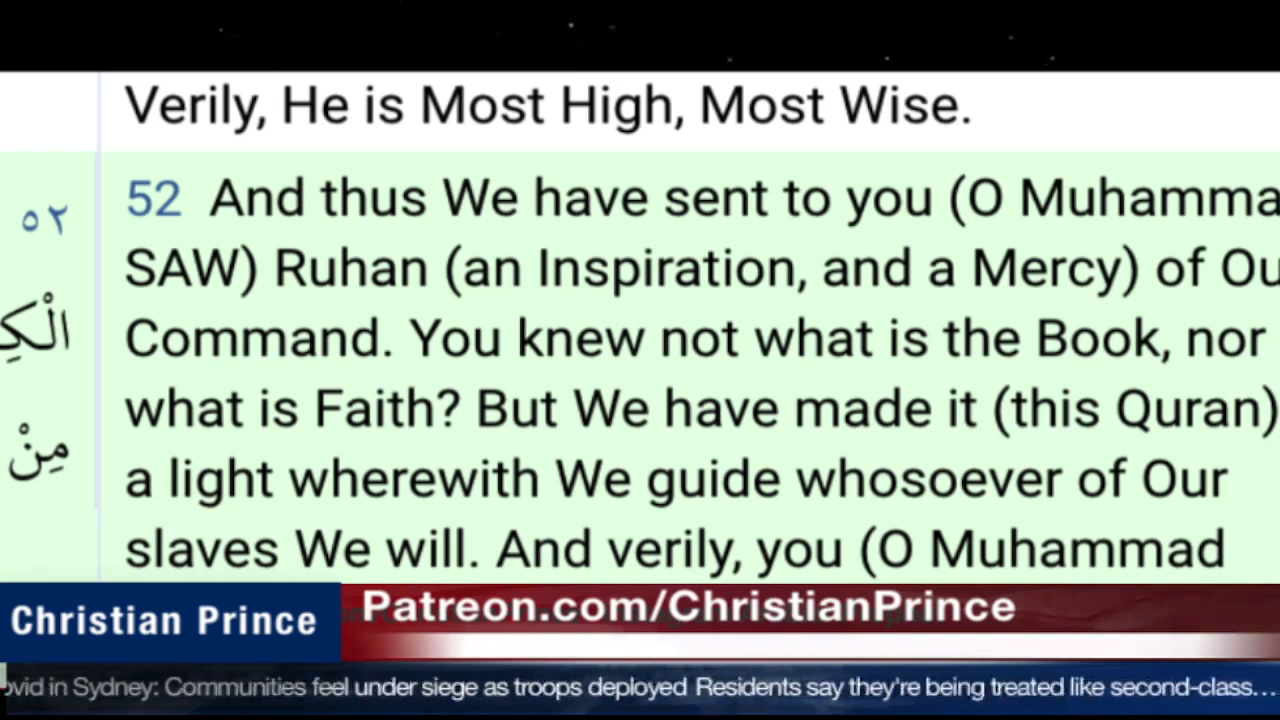 Verily, He is Most High, Most Wise.
52 And thus We have sent to you (O Muhamma
٥٢
SAW) Ruhan (an Inspiration, and a Mercy) of Ou
الْكِ
Command. You knew not what is the Book, nor
what is Faith? But We have made it (this Quran)
مِنْ
a light wherewith We guide whosoever of Our
slaves We will. And verily, you (O Muhammad
Christian Prince
Patreon.com/ChristianPrince
ovid in Sydney: Communities feel under siege as troops deployed Residents say they're being treated like second-class...